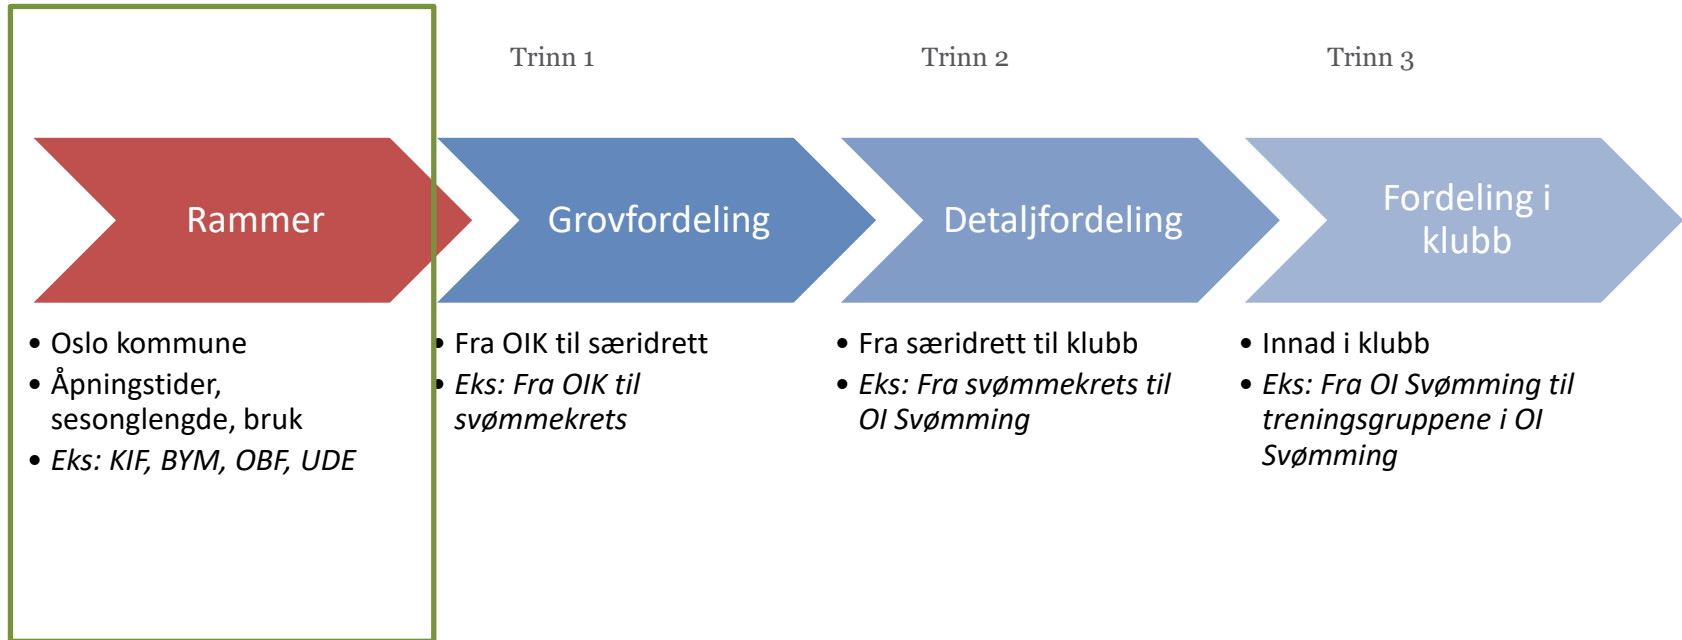 Trinn 1
Trinn 2
Trinn 3
Rammer
Grovfordeling
Detaljfordeling
Fordeling i
klubb
• Oslo kommune
• Åpningstider,
sesonglengde, bruk
• Eks: KIF, BYM, OBF, UDE
• Fra OIK til særidrett
• Eks: Fra OIK til
svømmekrets
• Fra særidrett til klubb
• Eks: Fra svømmekrets til
OI Svømming
• Innad i klubb
• Eks: Fra OI Svømming til
treningsgruppene i OI
Svømming